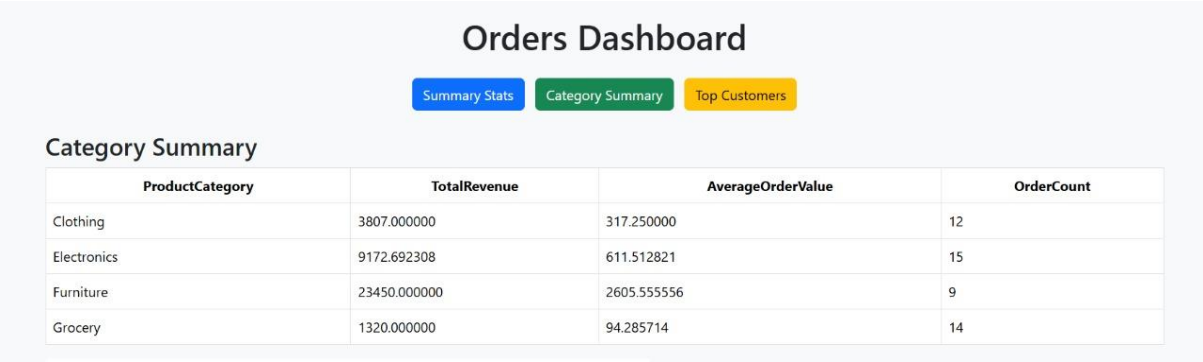 Orders Dashboard
Summary Stats Category Summary Top Customers
Category Summary
ProductCategory TotalRevenue AverageOrderValue OrderCount
Clothing 3807.000000 317.250000 12
Electronics 9172.692308 611.512821 15
Furniture 23450.000000 2605.555556 9
Grocery 1320.000000 94.285714 14